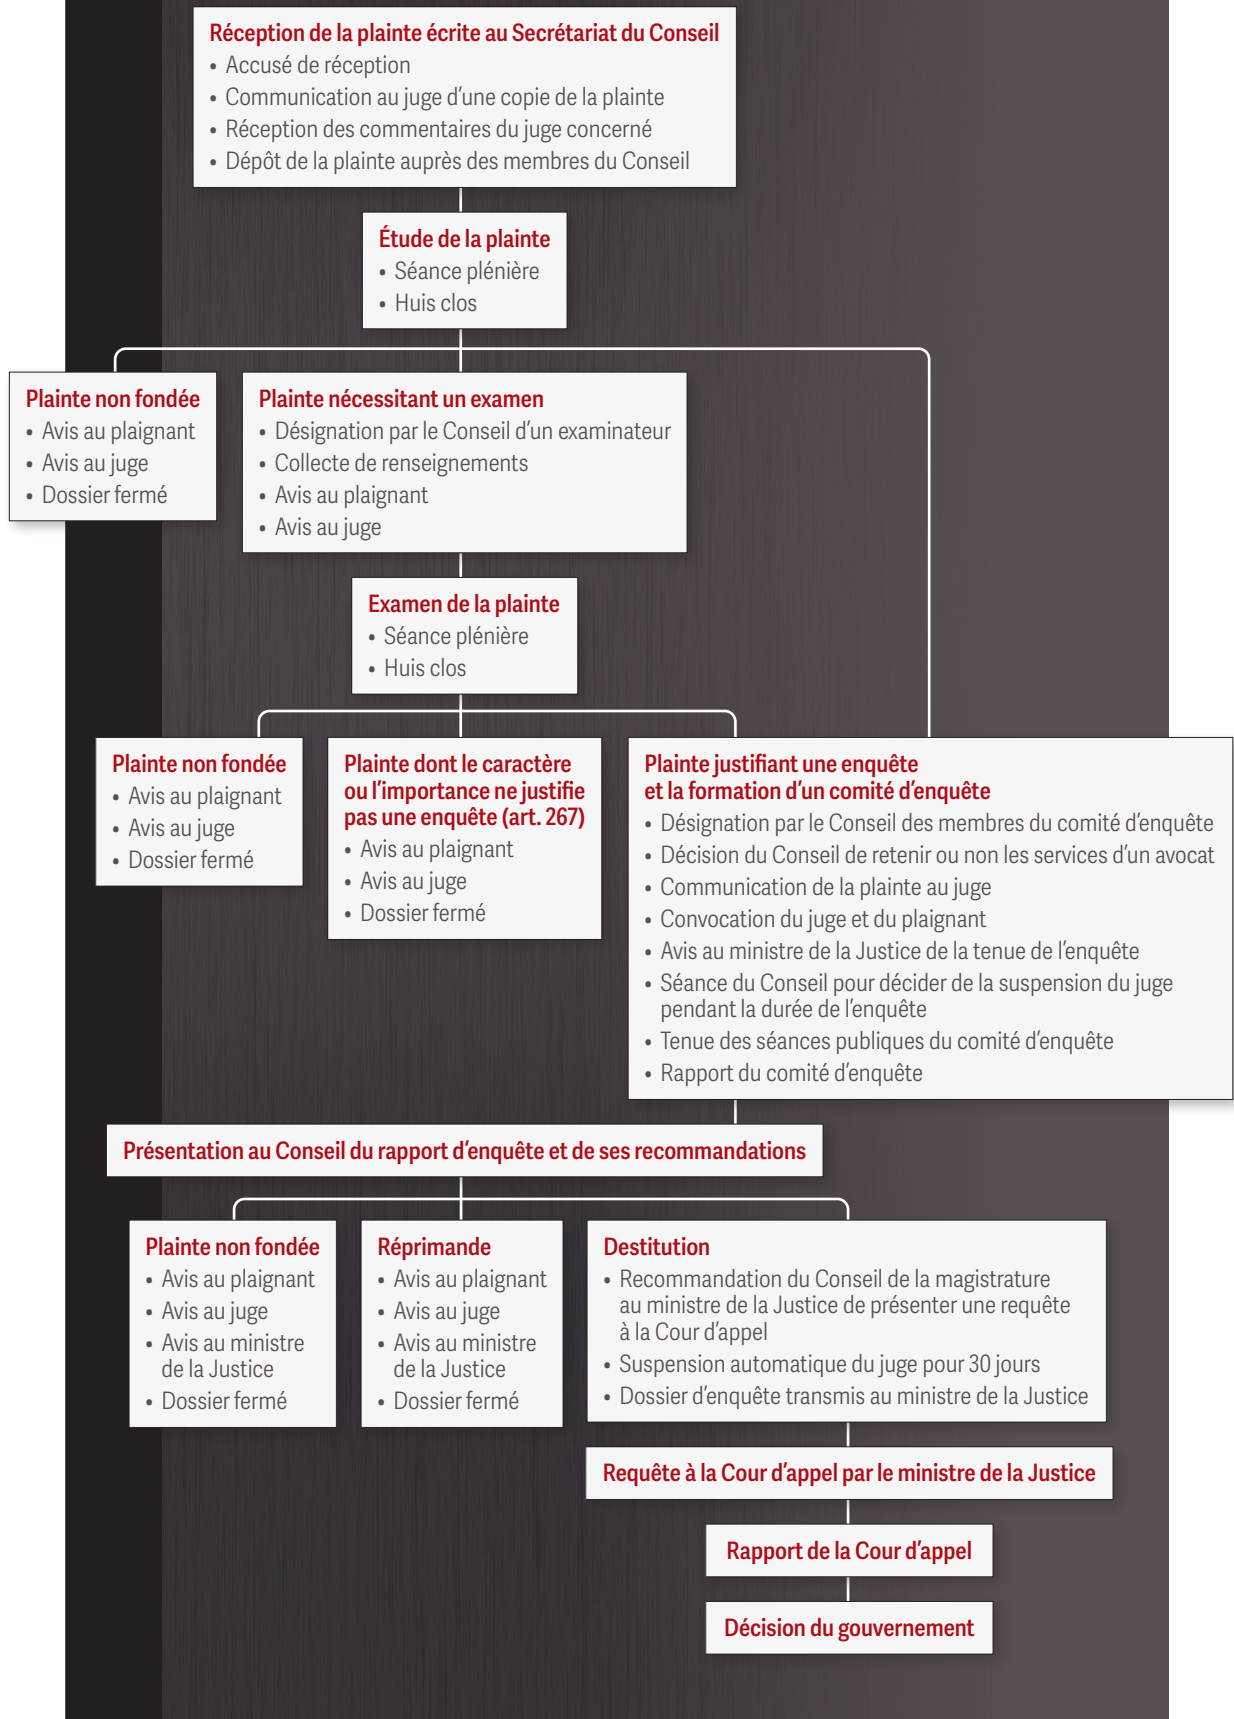 Réception de la plainte écrite au Secrétariat du Conseil
• Accusé de réception
• Communication au juge d'une copie de la plainte
• Réception des commentaires du juge concerné
• Dépôt de la plainte auprès des membres du Conseil
Étude de la plainte
• Séance plénière
• Huis clos
Plainte non fondée
• Avis au plaignant
• Avis au juge
• Dossier fermé
Plainte nécessitant un examen
• Désignation par le Conseil d'un examinateur
• Collecte de renseignements
• Avis au plaignant
• Avis au juge
Examen de la plainte
• Séance plénière
• Huis clos
Plainte non fondée
• Avis au plaignant
• Avis au juge
• Dossier fermé
Plainte dont le caractère
ou l'importance ne justifie
pas une enquête (art. 267)
• Avis au plaignant
• Avis au juge
• Dossier fermé
Plainte justifiant une enquête
et la formation d'un comité d'enquête
• Désignation par le Conseil des membres du comité d'enquête
• Décision du Conseil de retenir ou non les services d'un avocat
• Communication de la plainte au juge
• Convocation du juge et du plaignant
• Avis au ministre de la Justice de la tenue de l'enquête
• Séance du Conseil pour décider de la suspension du juge
pendant la durée de l'enquête
• Tenue des séances publiques du comité d'enquête
• Rapport du comité d'enquête
Présentation au Conseil du rapport d'enquête et de ses recommandations
Plainte non fondée
• Avis au plaignant
• Avis au juge
• Avis au ministre
de la Justice
• Dossier fermé
Réprimande
• Avis au plaignant
• Avis au juge
• Avis au ministre
de la Justice
• Dossier fermé
Destitution
• Recommandation du Conseil de la magistrature
au ministre de la Justice de présenter une requête
à la Cour d'appel
• Suspension automatique du juge pour 30 jours
• Dossier d'enquête transmis au ministre de la Justice
Requête à la Cour d'appel par le ministre de la Justice
Rapport de la Cour d'appel
Décision du gouvernement